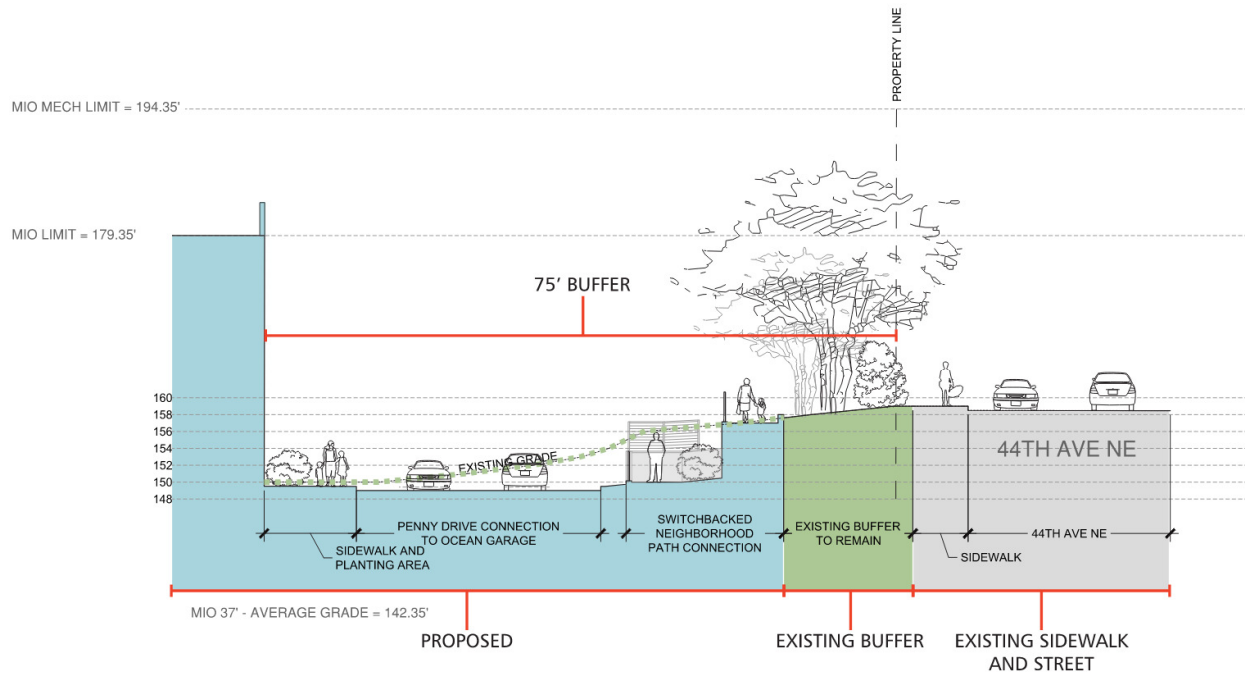 PROPERTY LINE
MIO MECH LIMIT = 194.35'
MIO LIMIT = 179.35'
75' BUFFER
160
158
156
154
152
150
148
EXISTING GRADE
44TH AVE NE
PENNY DRIVE CONNECTION
TO OCEAN GARAGE
SWITCHBACKED
NEIGHBORHOOD
PATH CONNECTION
EXISTING BUFFER
TO REMAIN
44TH AVE NE
SIDEWALK AND
PLANTING AREA
SIDEWALK
MIO 37' - AVERAGE GRADE = 142.35'
PROPOSED
EXISTING BUFFER
EXISTING SIDEWALK
AND STREET